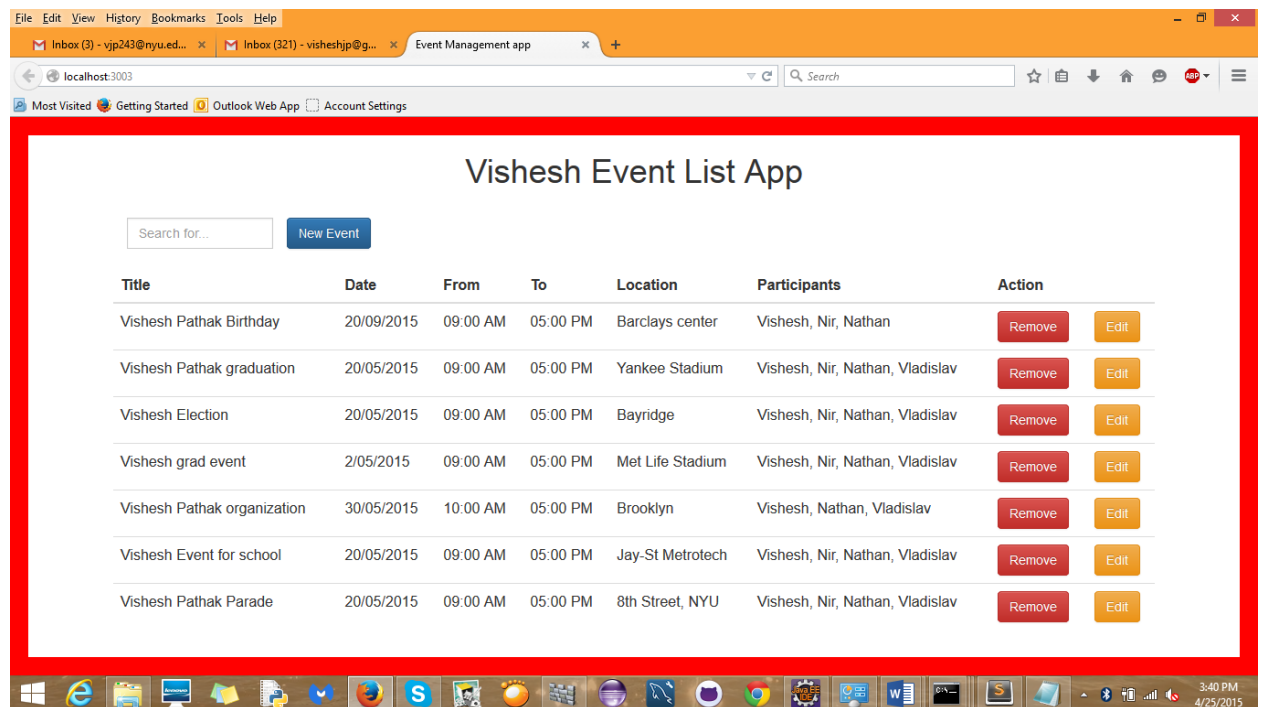 File Edit View History Bookmarks Tools Help
Inbox (3) - vjp243@nyu.ed... × Inbox (321) - visheshjp@g... × Event Management app × +
localhost:3003 Search ABP
Most Visited Getting Started Outlook Web App Account Settings
Vishesh Event List App
Search for... New Event
Title Date From To Location Participants Action
Vishesh Pathak Birthday 20/09/2015 09:00 AM 05:00 PM Barclays center Vishesh, Nir, Nathan Remove Edit
Vishesh Pathak graduation 20/05/2015 09:00 AM 05:00 PM Yankee Stadium Vishesh, Nir, Nathan, Vladislav Remove Edit
Vishesh Election 20/05/2015 09:00 AM 05:00 PM Bayridge Vishesh, Nir, Nathan, Vladislav Remove Edit
Vishesh grad event 2/05/2015 09:00 AM 05:00 PM Met Life Stadium Vishesh, Nir, Nathan, Vladislav Remove Edit
Vishesh Pathak organization 30/05/2015 10:00 AM 05:00 PM Brooklyn Vishesh, Nathan, Vladislav Remove Edit
Vishesh Event for school 20/05/2015 09:00 AM 05:00 PM Jay-St Metrotech Vishesh, Nir, Nathan, Vladislav Remove Edit
Vishesh Pathak Parade 20/05/2015 09:00 AM 05:00 PM 8th Street, NYU Vishesh, Nir, Nathan, Vladislav Remove Edit
3:40 PM
4/25/2015